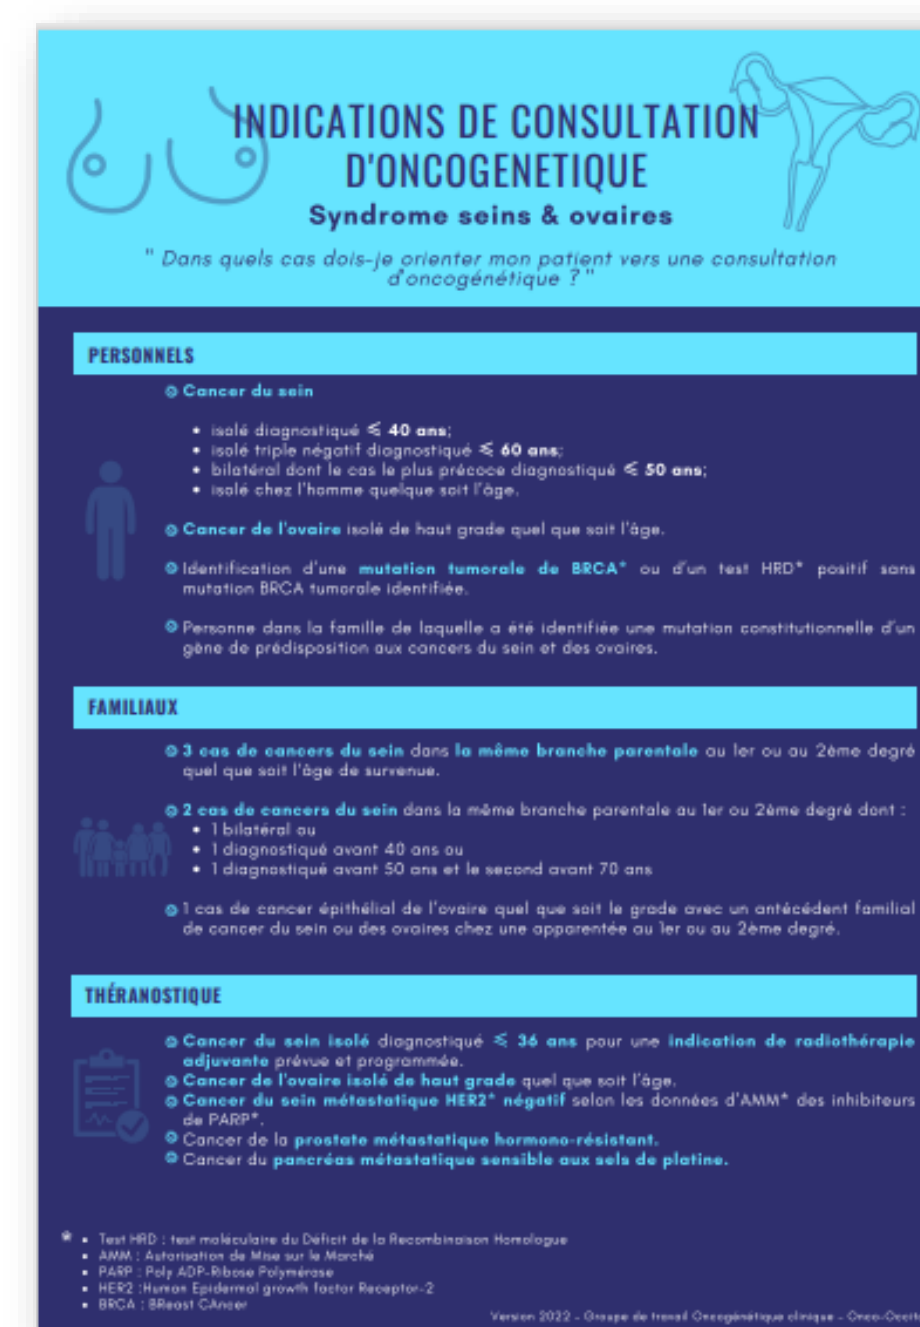 INDICATIONS DE CONSULTATION
D'ONCOGENETIQUE
Syndrome seins & ovaires
" Dans quels cas dois-je orienter mon patient vers une consultation
d'oncogénétique ? "
PERSONNELS
Cancer du sein
• isolé diagnostiqué ⩽ 40 ans;
• isolé triple négatif diagnostiqué ⩽ 60 ans;
• bilatéral dont le cas le plus précoce diagnostiqué ⩽ 50 ans;
• isolé chez l'homme quelque soit l'âge.
Cancer de l'ovaire isolé de haut grade quel que soit l'âge.
Identification d'une mutation tumorale de BRCA* ou d'un test HRD* positif sans
mutation BRCA tumorale identifiée.
Personne dans la famille de laquelle a été identifiée une mutation constitutionnelle d'un
gène de prédisposition aux cancers du sein et des ovaires.
FAMILIAUX
3 cas de cancers du sein dans la même branche parentale au 1er ou au 2ème degré
quel que soit l'âge de survenue.
2 cas de cancers du sein dans la même branche parentale au 1er ou 2ème degré dont :
• 1 bilatéral ou
• 1 diagnostiqué avant 40 ans ou
• 1 diagnostiqué avant 50 ans et le second avant 70 ans
1 cas de cancer épithélial de l'ovaire quel que soit le grade avec un antécédent familial
de cancer du sein ou des ovaires chez une apparentée au 1er ou au 2ème degré.
THÉRANOSTIQUE
Cancer du sein isolé diagnostiqué ⩽ 36 ans pour une indication de radiothérapie
adjuvante prévue et programmée.
Cancer de l'ovaire isolé de haut grade quel que soit l'âge.
Cancer du sein métastatique HER2* négatif selon les données d'AMM* des inhibiteurs
de PARP*.
Cancer de la prostate métastatique hormono-résistant.
Cancer du pancréas métastatique sensible aux sels de platine.
* • Test HRD : test moléculaire du Déficit de la Recombinaison Homologue
• AMM : Autorisation de Mise sur le Marché
• PARP : Poly ADP-Ribose Polymérase
• HER2 :Human Epidermal growth factor Receptor-2
• BRCA : BReast CAncer
Version 2022 - Groupe de travail Oncogénétique clinique - Onco-Occit